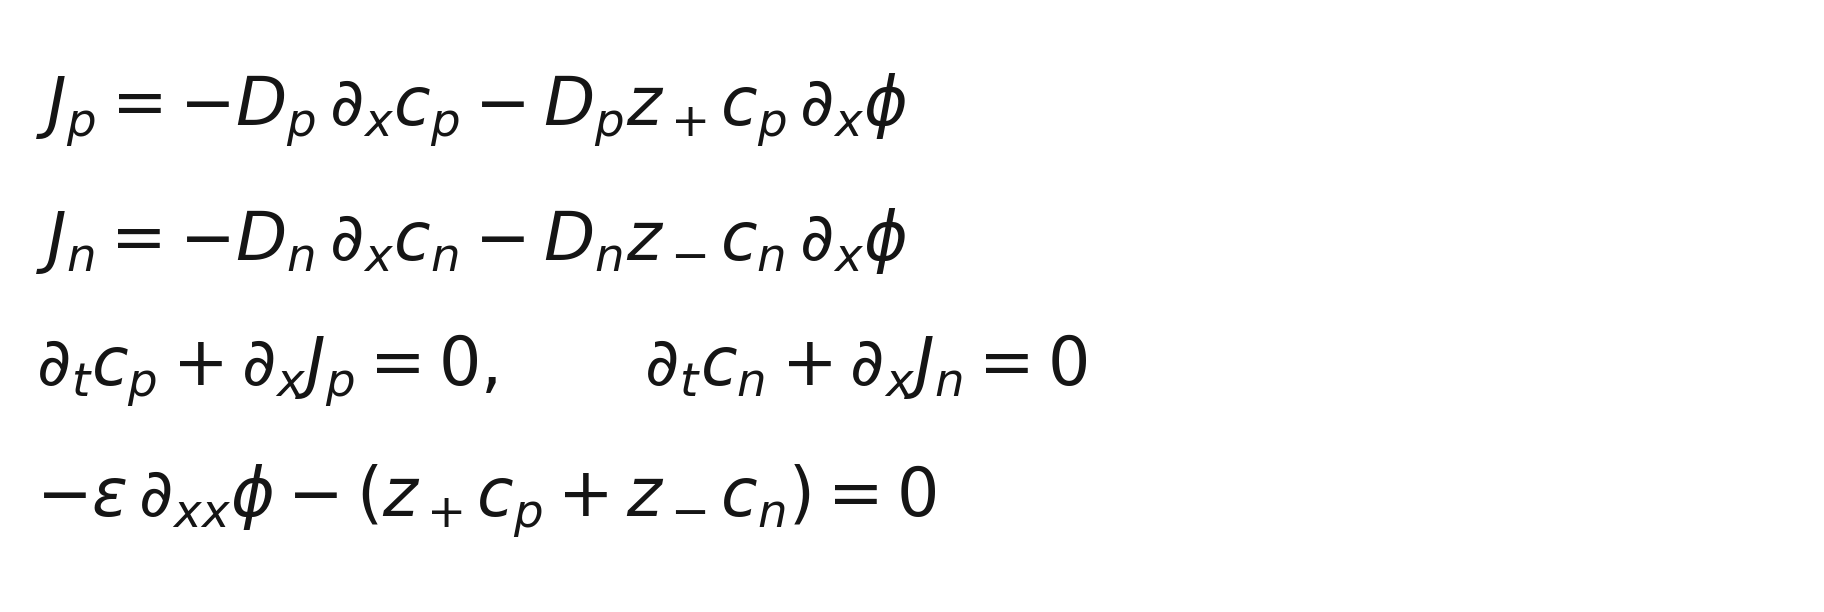 J_p = −D_p ∂_x c_p − D_p z_+ c_p ∂_x ϕ
J_n = −D_n ∂_x c_n − D_n z_− c_n ∂_x ϕ
∂_t c_p + ∂_x J_p = 0, ∂_t c_n + ∂_x J_n = 0
−ε ∂_{xx} ϕ − (z_+ c_p + z_− c_n) = 0